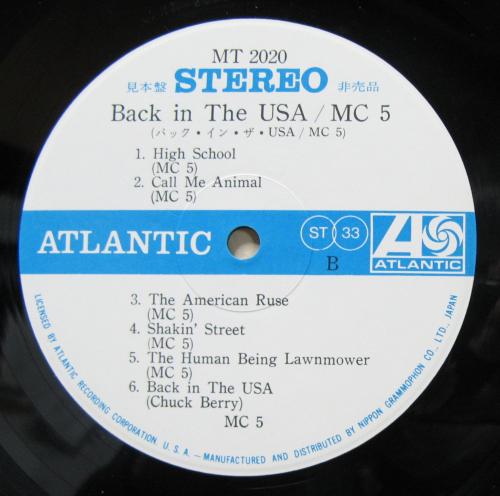 MT 2020
見本盤 STEREO 非売品
Back in The USA / MC 5
(バック・イン・ザ・USA / MC 5)
1. High School
(MC 5)
2. Call Me Animal
(MC 5)
ATLANTIC
ST 33
ATLANTIC
B
3. The American Ruse
(MC 5)
4. Shakin' Street
(MC 5)
5. The Human Being Lawnmower
(MC 5)
6. Back in The USA
(Chuck Berry)
MC 5
LICENSED BY ATLANTIC RECORDING CORPORATION, U. S. A. —MANUFACTURED AND DISTRIBUTED BY NIPPON GRAMMOPHON CO., LTD., JAPAN